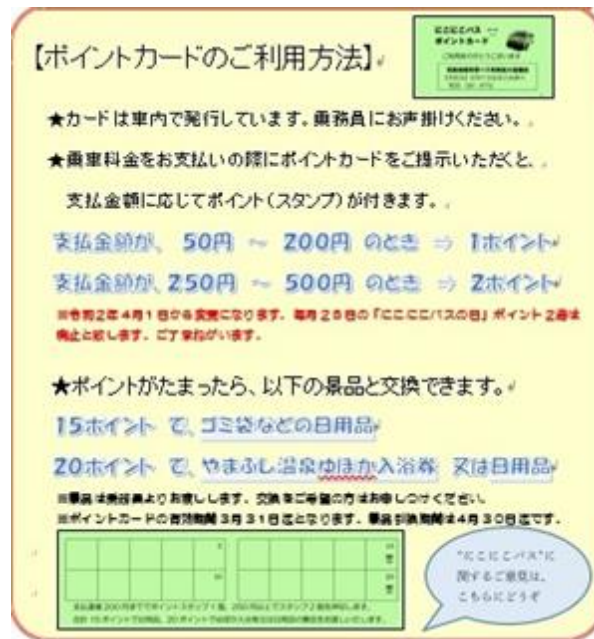 【ポイントカードのご利用方法】
にこにこバス
ポイントカード
★カードは車内で発行しています。乗務員にお声掛けください。
★乗車料金をお支払いの際にポイントカードをご提示いただくと、
支払金額に応じてポイント(スタンプ)が付きます。
支払金額が、50円 ～ 200円 のとき ⇒ 1ポイント
支払金額が、250円 ～ 500円 のとき ⇒ 2ポイント
※令和2年4月1日から変更になります。毎月25日の「にこにこバスの日」ポイント2倍は
廃止と致します。ご了承ねがいます。
★ポイントがたまったら、以下の景品と交換できます。
15ポイント で、ゴミ袋などの日用品
20ポイント で、やまふし温泉ゆほか入浴券 又は日用品
※景品は乗務員よりお渡しします。交換をご希望の方はお申しつけください。
※ポイントカードの有効期間3月31日迄となります。景品引換期間は4月30日迄です。
"にこにこバス"に
関するご意見は、
こちらにどうぞ